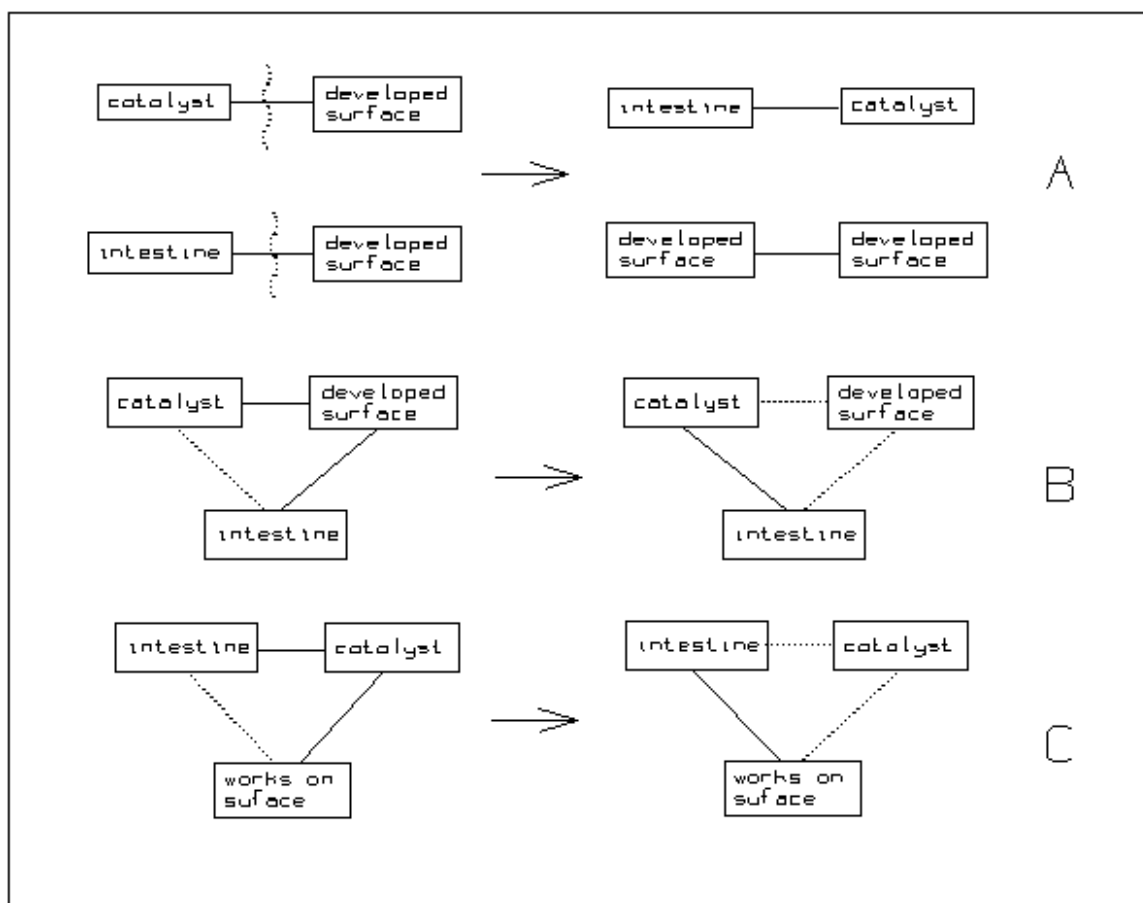 catalyst
developed
surface
intestine
catalyst
A
intestine
developed
surface
developed
surface
developed
surface
catalyst
developed
surface
catalyst
developed
surface
B
intestine
intestine
intestine
catalyst
intestine
catalyst
C
works on
suface
works on
suface